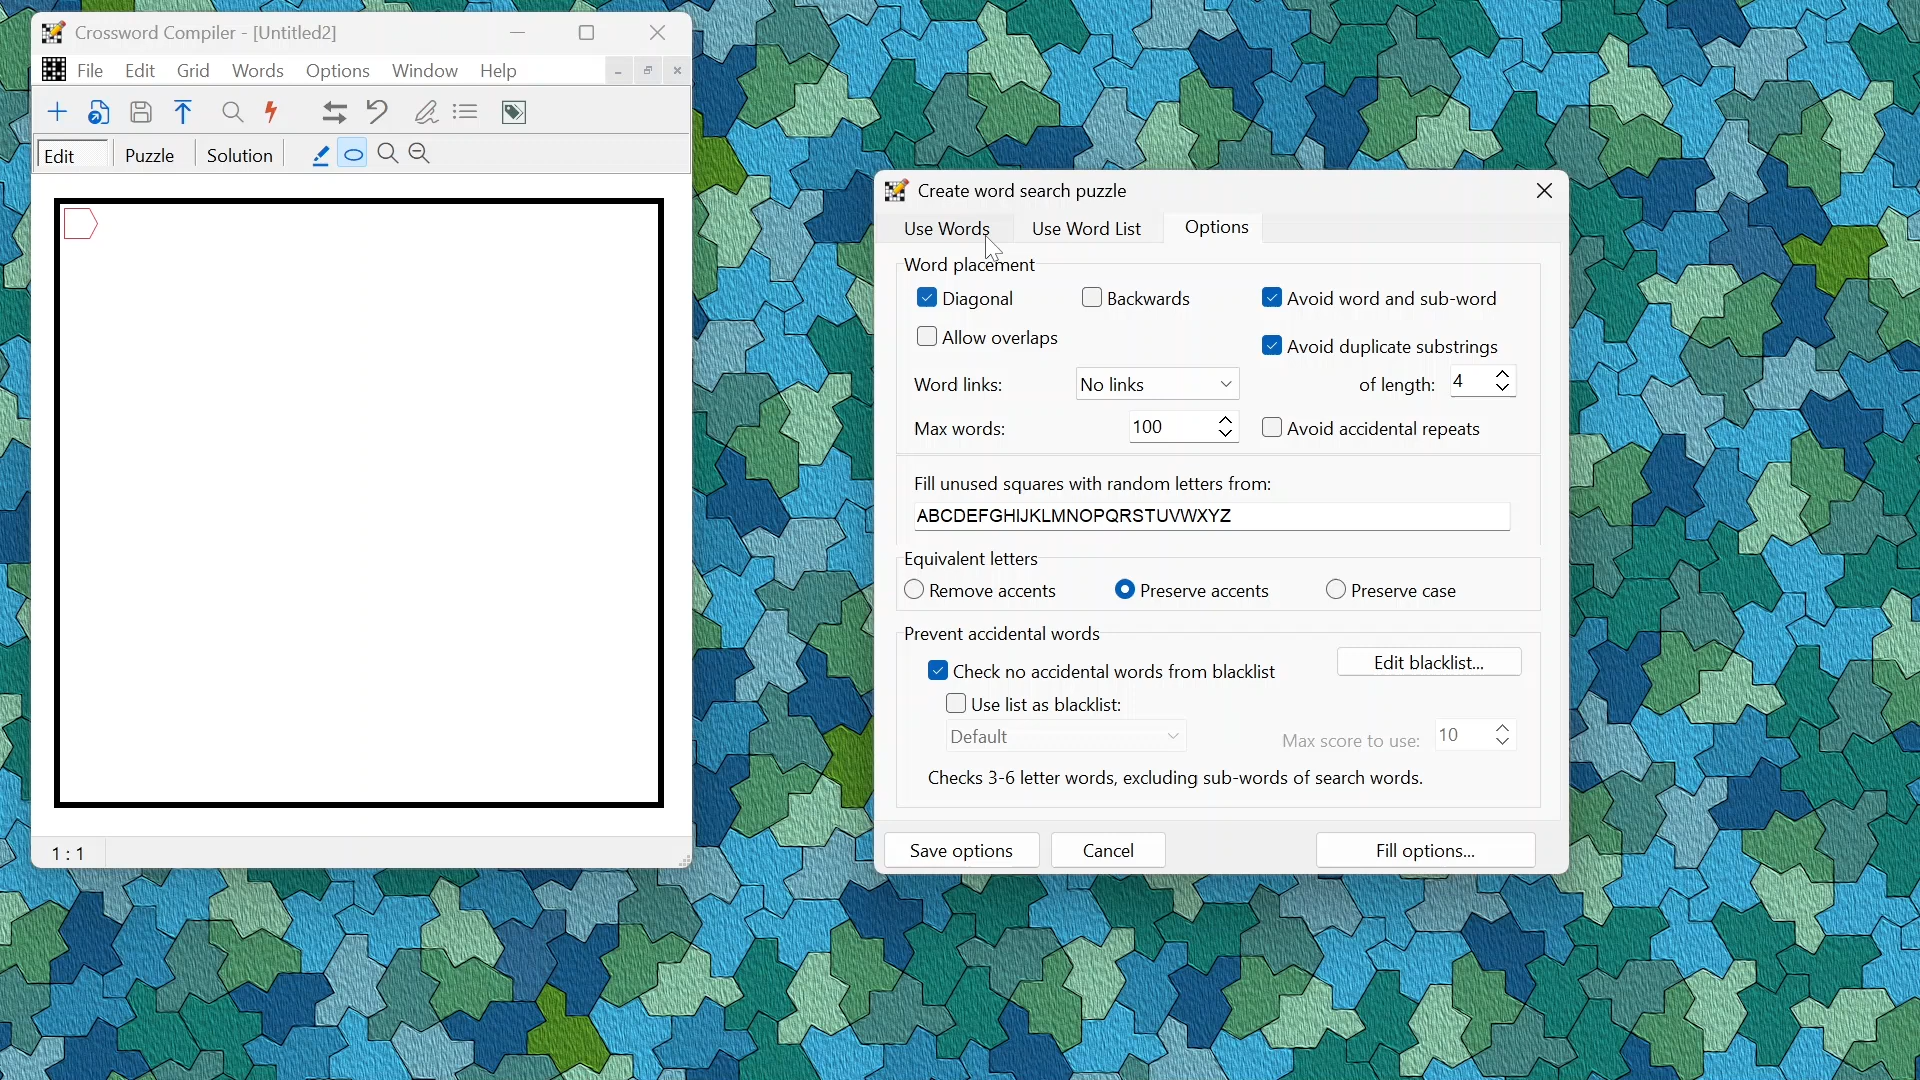 Crossword Compiler - [Untitled2]
File Edit Grid Words Options Window Help
Edit Puzzle Solution
1 : 1
Create word search puzzle
Use Words Use Word List Options
Word placement
Diagonal Backwards Avoid word and sub-word
Allow overlaps
Avoid duplicate substrings
Word links: No links of length: 4
Max words: 100 Avoid accidental repeats
Fill unused squares with random letters from:
ABCDEFGHIJKLMNOPQRSTUVWXYZ
Equivalent letters
Remove accents Preserve accents Preserve case
Prevent accidental words
Check no accidental words from blacklist Edit blacklist...
Use list as blacklist:
Default Max score to use: 10
Checks 3-6 letter words, excluding sub-words of search words.
Save options Cancel Fill options...